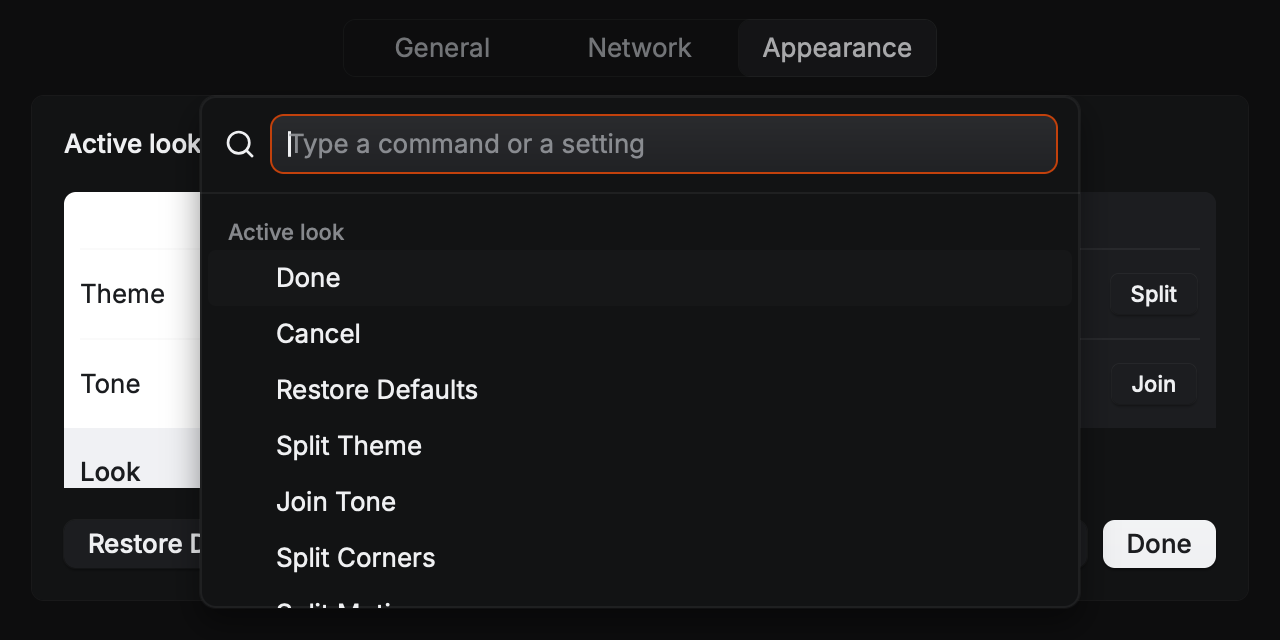 General Network Appearance
Active look
Type a command or a setting
Active look
Done
Theme Split
Cancel
Tone Join
Restore Defaults
Split Theme
Look
Join Tone
Restore Done
Split Corners
Split